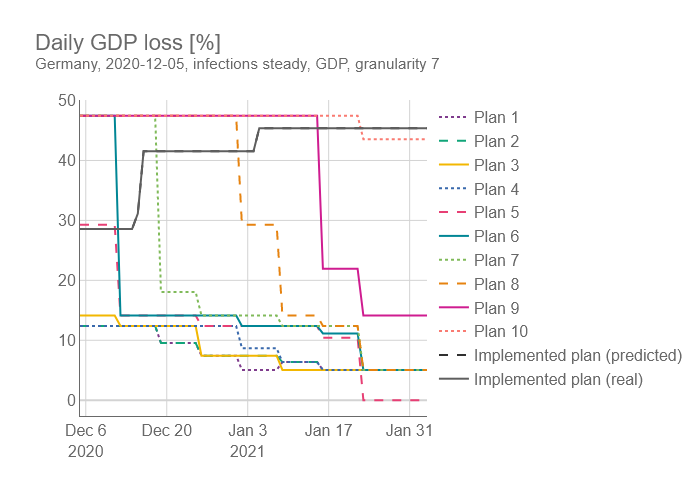 Daily GDP loss [%]
Germany, 2020-12-05, infections steady, GDP, granularity 7
50
40
30
20
10
0
Dec 6
2020
Dec 20
Jan 3
2021
Jan 17
Jan 31
Plan 1
Plan 2
Plan 3
Plan 4
Plan 5
Plan 6
Plan 7
Plan 8
Plan 9
Plan 10
Implemented plan (predicted)
Implemented plan (real)